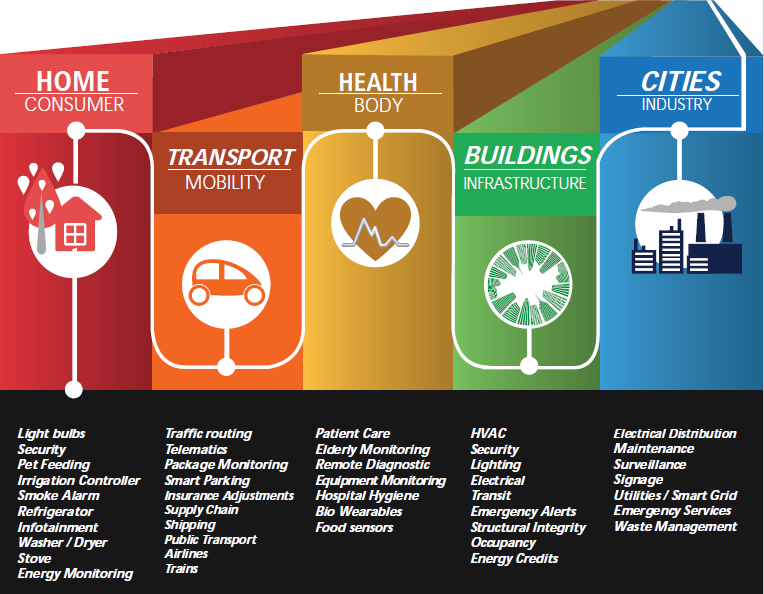 HOME
CONSUMER
TRANSPORT
MOBILITY
HEALTH
BODY
BUILDINGS
INFRASTRUCTURE
CITIES
INDUSTRY
Light bulbs
Security
Pet Feeding
Irrigation Controller
Smoke Alarm
Refrigerator
Infotainment
Washer / Dryer
Stove
Energy Monitoring
Traffic routing
Telematics
Package Monitoring
Smart Parking
Insurance Adjustments
Supply Chain
Shipping
Public Transport
Airlines
Trains
Patient Care
Elderly Monitoring
Remote Diagnostic
Equipment Monitoring
Hospital Hygiene
Bio Wearables
Food sensors
HVAC
Security
Lighting
Electrical
Transit
Emergency Alerts
Structural Integrity
Occupancy
Energy Credits
Electrical Distribution
Maintenance
Surveillance
Signage
Utilities / Smart Grid
Emergency Services
Waste Management